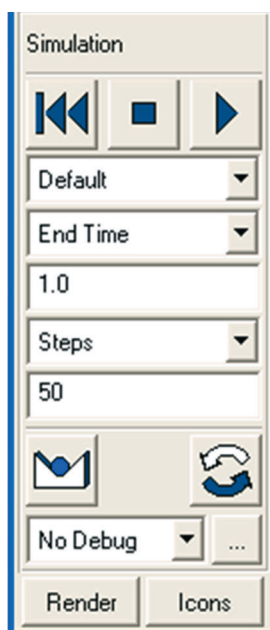 Simulation
Default
End Time
1.0
Steps
50
No Debug ...
Render Icons